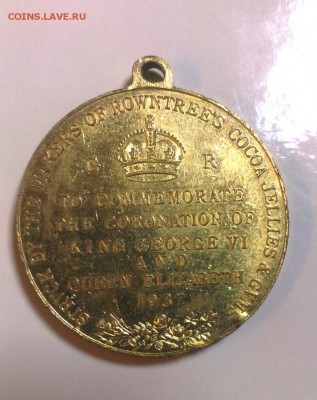 COINS.LAVE.RU
STRUCK BY THE MAKERS OF ROWNTREE'S COCOA JELLIES & GUMS
G R
TO COMMEMORATE
THE CORONATION OF
KING GEORGE VI
AND
QUEEN ELIZABETH
1937